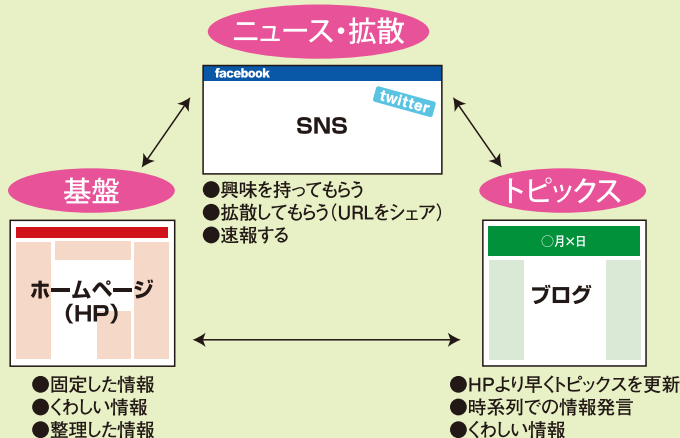 ニュース・拡散
facebook
twitter
SNS
●興味を持ってもらう
●拡散してもらう(URLをシェア)
●速報する
基盤
ホームページ
(HP)
●固定した情報
●くわしい情報
●整理した情報
トピックス
○月×日
ブログ
●HPより早くトピックスを更新
●時系列での情報発言
●くわしい情報